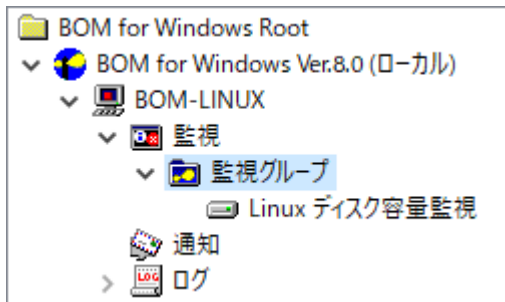 BOM for Windows Root
BOM for Windows Ver.8.0 (ローカル)
BOM-LINUX
監視
監視グループ
Linux ディスク容量監視
通知
LOG ログ